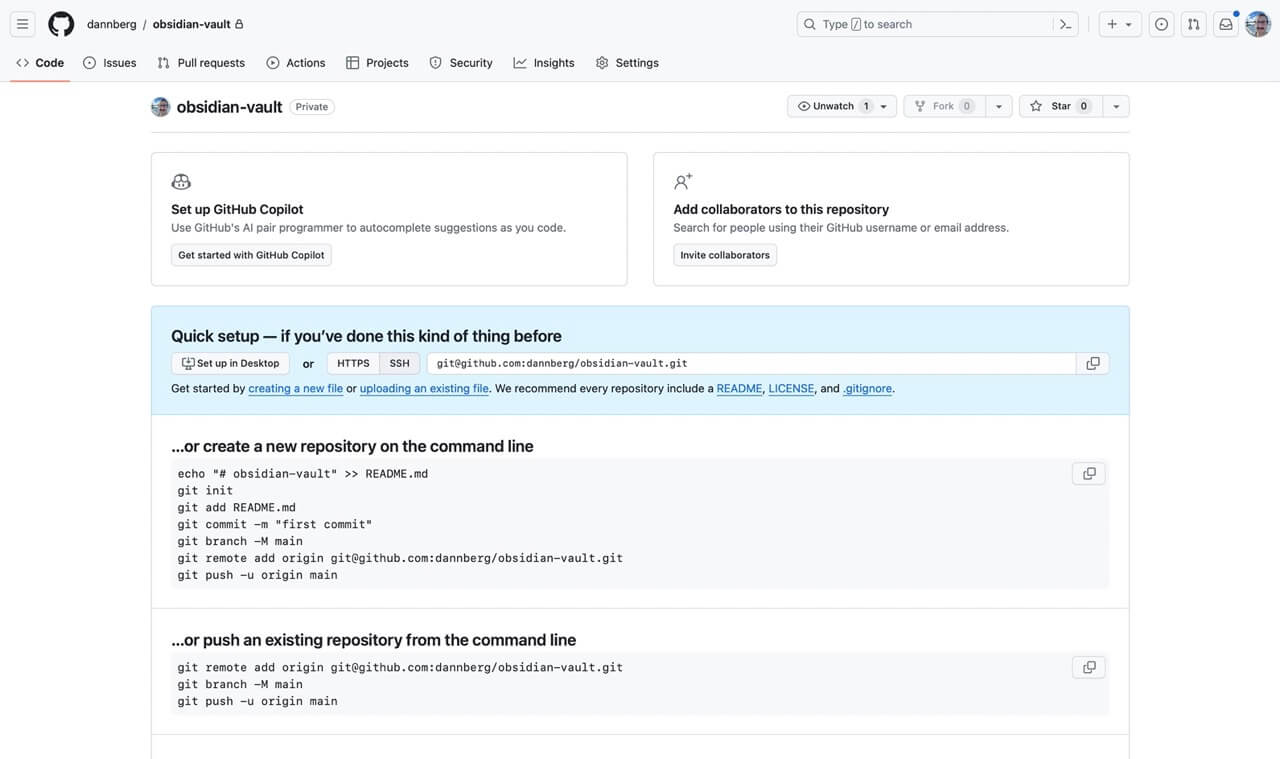 dannberg / obsidian-vault
Type / to search
Code Issues Pull requests Actions Projects Security Insights Settings
obsidian-vault Private
Unwatch 1 Fork 0 Star 0
Set up GitHub Copilot
Use GitHub's AI pair programmer to autocomplete suggestions as you code.
Get started with GitHub Copilot
Add collaborators to this repository
Search for people using their GitHub username or email address.
Invite collaborators
Quick setup — if you’ve done this kind of thing before
Set up in Desktop or HTTPS SSH git@github.com:dannberg/obsidian-vault.git
Get started by creating a new file or uploading an existing file. We recommend every repository include a README, LICENSE, and .gitignore.
…or create a new repository on the command line
echo "# obsidian-vault" >> README.md
git init
git add README.md
git commit -m "first commit"
git branch -M main
git remote add origin git@github.com:dannberg/obsidian-vault.git
git push -u origin main
…or push an existing repository from the command line
git remote add origin git@github.com:dannberg/obsidian-vault.git
git branch -M main
git push -u origin main